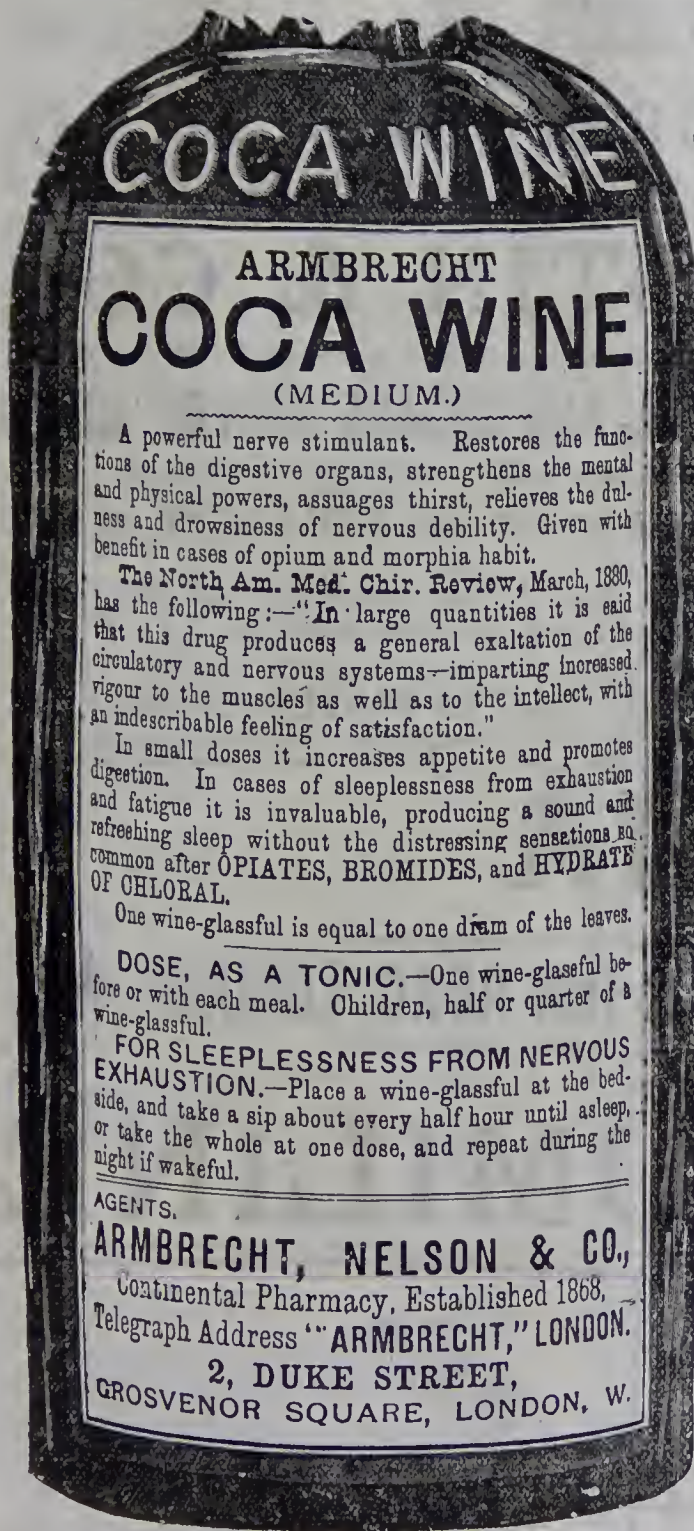 COCA WINE
ARMBRECHT
COCA WINE
(MEDIUM.)
A powerful nerve stimulant. Restores the func-
tions of the digestive organs, strengthens the mental
and physical powers, assuages thirst, relieves the dul-
ness and drowsiness of nervous debility. Given with
benefit in cases of opium and morphia habit.
The North Am. Med. Chir. Review, March, 1880,
has the following:—"In large quantities it is said
that this drug produces a general exaltation of the
circulatory and nervous systems—imparting increased
vigour to the muscles as well as to the intellect, with
an indescribable feeling of satisfaction."
In small doses it increases appetite and promotes
digestion. In cases of sleeplessness from exhaustion
and fatigue it is invaluable, producing a sound and
refreshing sleep without the distressing sensations so
common after OPIATES, BROMIDES, and HYDRATE
OF CHLORAL.
One wine-glassful is equal to one dram of the leaves.
DOSE, AS A TONIC.—One wine-glassful be-
fore or with each meal. Children, half or quarter of a
wine-glassful.
FOR SLEEPLESSNESS FROM NERVOUS
EXHAUSTION.—Place a wine-glassful at the bed-
side, and take a sip about every half hour until asleep,
or take the whole at one dose, and repeat during the
night if wakeful.
AGENTS.
ARMBRECHT, NELSON & CO.,
Continental Pharmacy, Established 1868,
Telegraph Address "ARMBRECHT," LONDON.
2, DUKE STREET,
GROSVENOR SQUARE, LONDON, W.